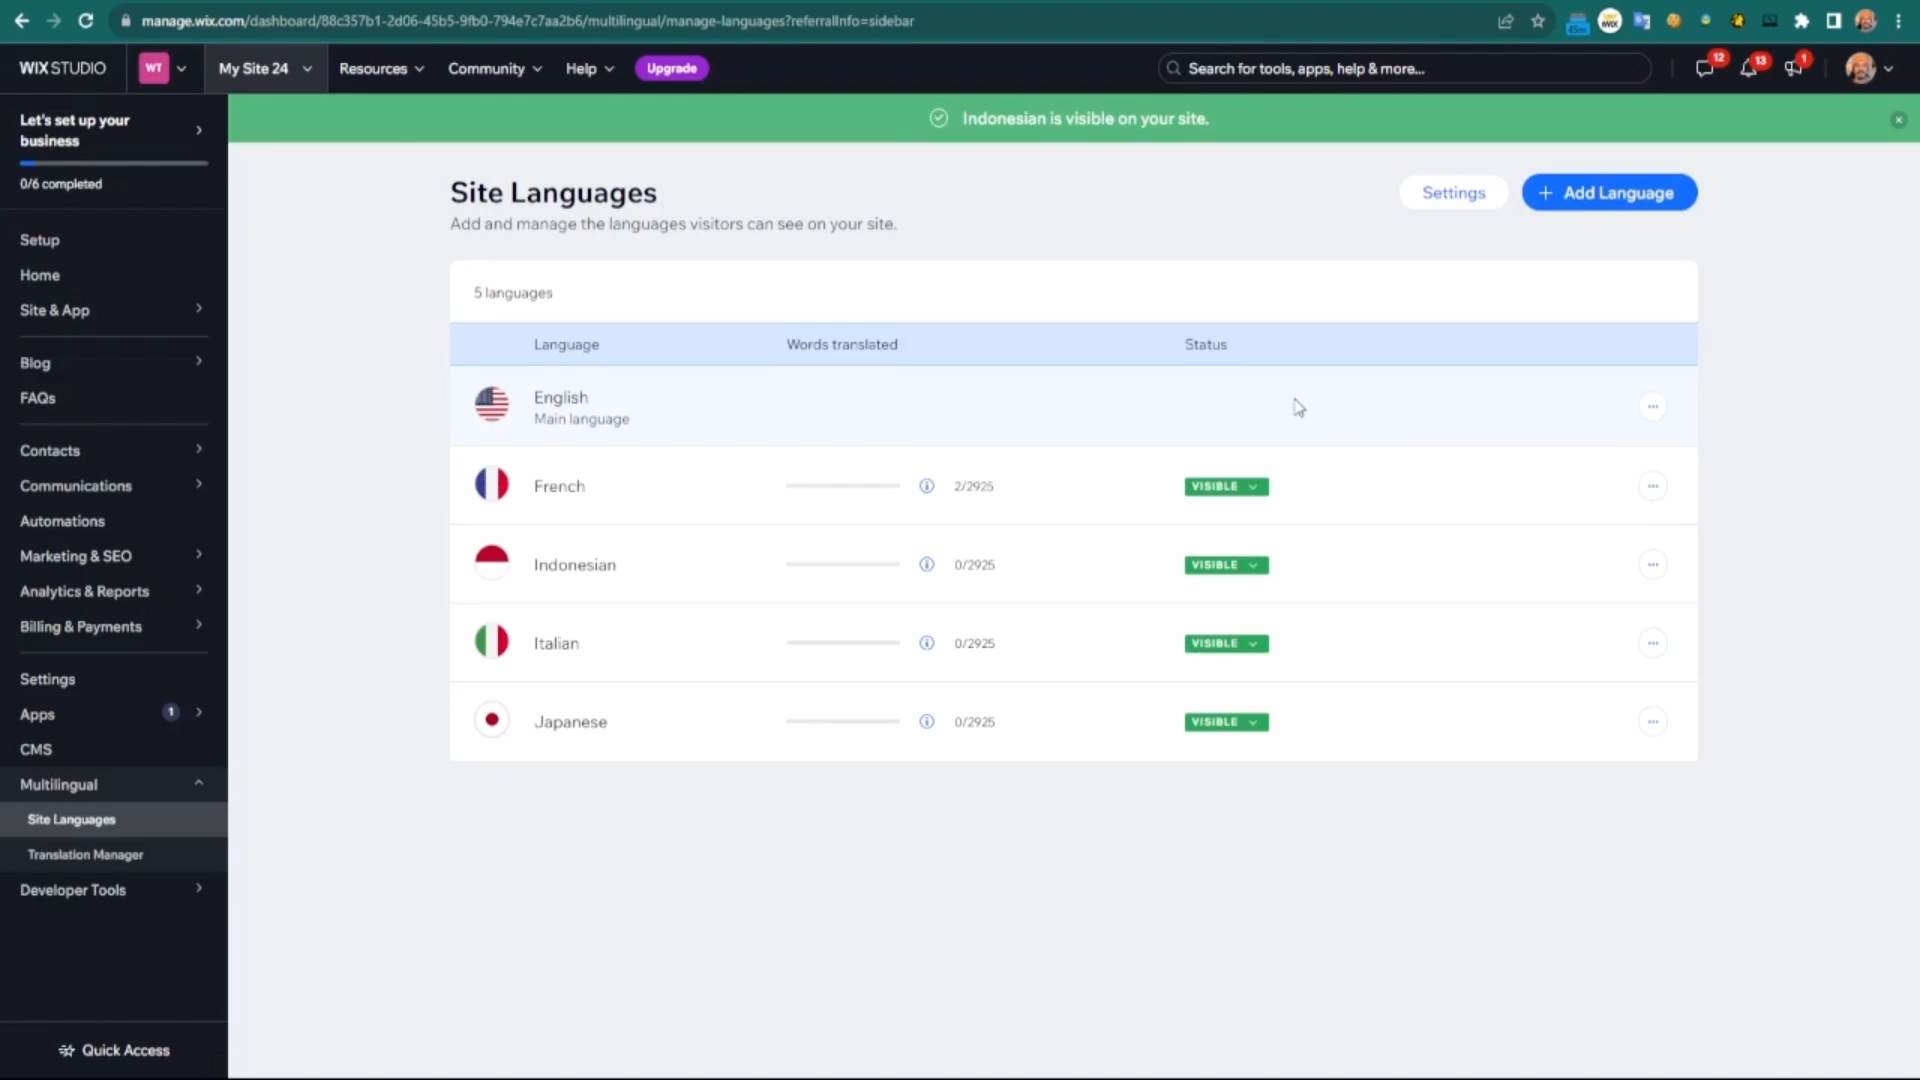 manage.wix.com/dashboard/88c357b1-2d06-45b5-9fb0-794e7c7aa2b6/multilingual/manage-languages?referralInfo=sidebar
WIX STUDIO
WT
My Site 24
Resources
Community
Help
Upgrade
Search for tools, apps, help & more...
12
13
1
Let's set up your
business
0/6 completed
Indonesian is visible on your site.
Site Languages
Add and manage the languages visitors can see on your site.
Settings
+ Add Language
Setup
Home
Site & App
Blog
FAQs
Contacts
Communications
Automations
Marketing & SEO
Analytics & Reports
Billing & Payments
Settings
Apps 1
CMS
Multilingual
Site Languages
Translation Manager
Developer Tools
Quick Access
5 languages
Language Words translated Status
English
Main language
French 2/2925 VISIBLE
Indonesian 0/2925 VISIBLE
Italian 0/2925 VISIBLE
Japanese 0/2925 VISIBLE